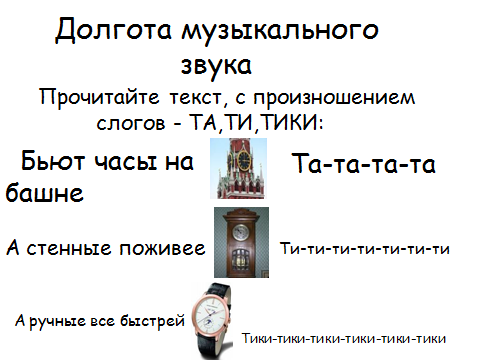 Долгота музыкального
звука
Прочитайте текст, с произношением
слогов - ТА,ТИ,ТИКИ:
Бьют часы на
башне
Та-та-та-та
А стенные поживее
Ти-ти-ти-ти-ти-ти-ти
А ручные все быстрей
Тики-тики-тики-тики-тики-тики